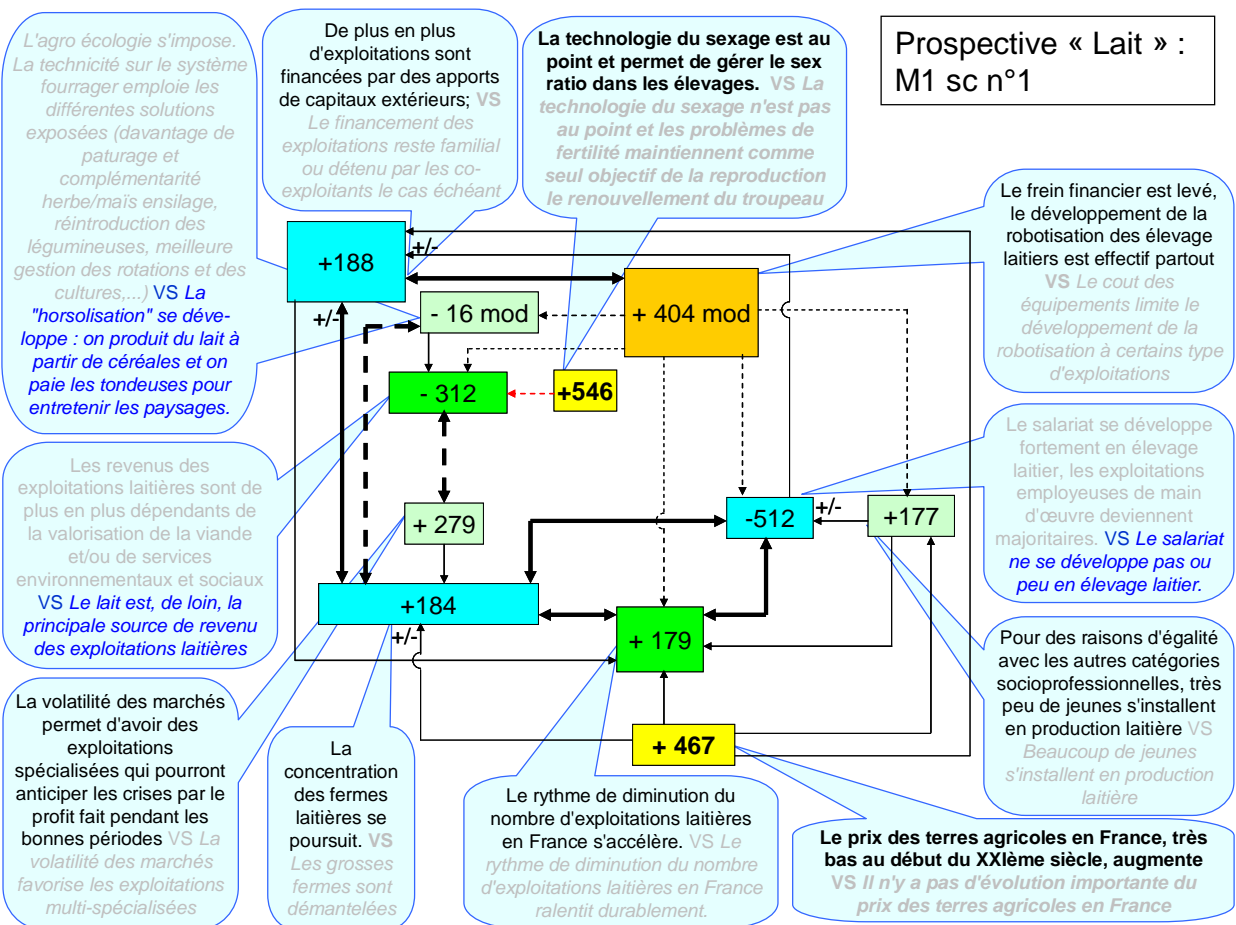 L'agro écologie s'impose.
La technicité sur le système
fourrager emploie les
différentes solutions
exposées (davantage de
paturage et
complémentarité
herbe/maïs ensilage,
réintroduction des
légumineuses, meilleure
gestion des rotations et des
cultures,...) VS La
"horsolisation" se déve-
loppe : on produit du lait à
partir de céréales et on
paie les tondeuses pour
entretenir les paysages.
De plus en plus
d'exploitations sont
financées par des apports
de capitaux extérieurs; VS
Le financement des
exploitations reste familial
ou détenu par les co-
exploitants le cas échéant
La technologie du sexage est au
point et permet de gérer le sex
ratio dans les élevages. VS La
technologie du sexage n'est pas
au point et les problèmes de
fertilité maintiennent comme
seul objectif de la reproduction
le renouvellement du troupeau
Prospective « Lait » :
M1 sc n°1
Le frein financier est levé,
le développement de la
robotisation des élevage
laitiers est effectif partout
VS Le cout des
équipements limite le
développement de la
robotisation à certains type
d'exploitations
+188
+/-
+/-
- 16 mod
+ 404 mod
- 312
+546
+ 279
-512
+/-
+177
+184
+/-
+ 179
+ 467
Les revenus des
exploitations laitières sont de
plus en plus dépendants de
la valorisation de la viande
et/ou de services
environnementaux et sociaux
VS Le lait est, de loin, la
principale source de revenu
des exploitations laitières
Le salariat se développe
fortement en élevage
laitier, les exploitations
employeuses de main
d'œuvre deviennent
majoritaires. VS Le salariat
ne se développe pas ou
peu en élevage laitier.
La volatilité des marchés
permet d'avoir des
exploitations
spécialisées qui pourront
anticiper les crises par le
profit fait pendant les
bonnes périodes VS La
volatilité des marchés
favorise les exploitations
multi-spécialisées
La
concentration
des fermes
laitières se
poursuit. VS
Les grosses
fermes sont
démantelées
Le rythme de diminution du
nombre d'exploitations laitières
en France s'accélère. VS Le
rythme de diminution du nombre
d'exploitations laitières en France
ralentit durablement.
Pour des raisons d'égalité
avec les autres catégories
socioprofessionnelles, très
peu de jeunes s'installent
en production laitière VS
Beaucoup de jeunes
s'installent en production
laitière
Le prix des terres agricoles en France, très
bas au début du XXIème siècle, augmente
VS Il n'y a pas d'évolution importante du
prix des terres agricoles en France